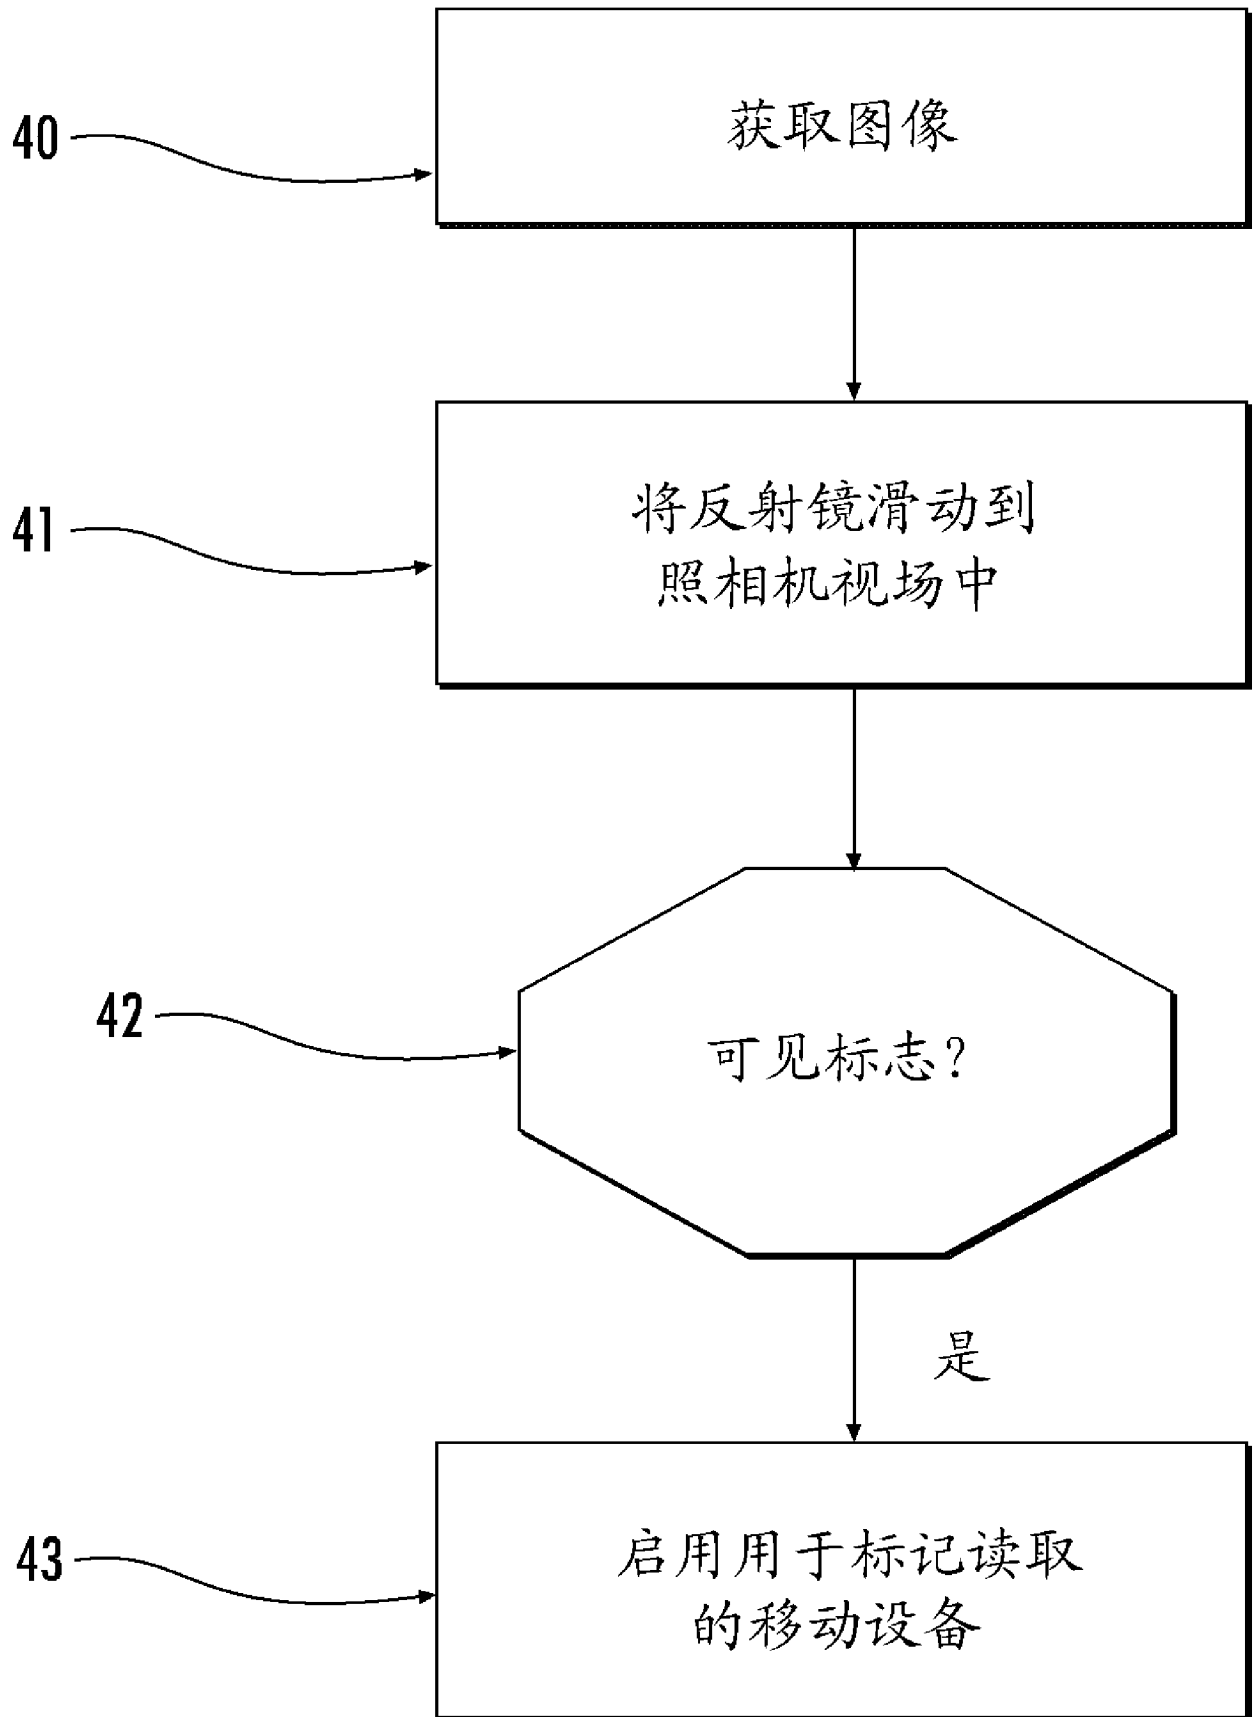 40
获取图像
41
将反射镜滑动到
照相机视场中
42
可见标志?
是
43
启用用于标记读取
的移动设备